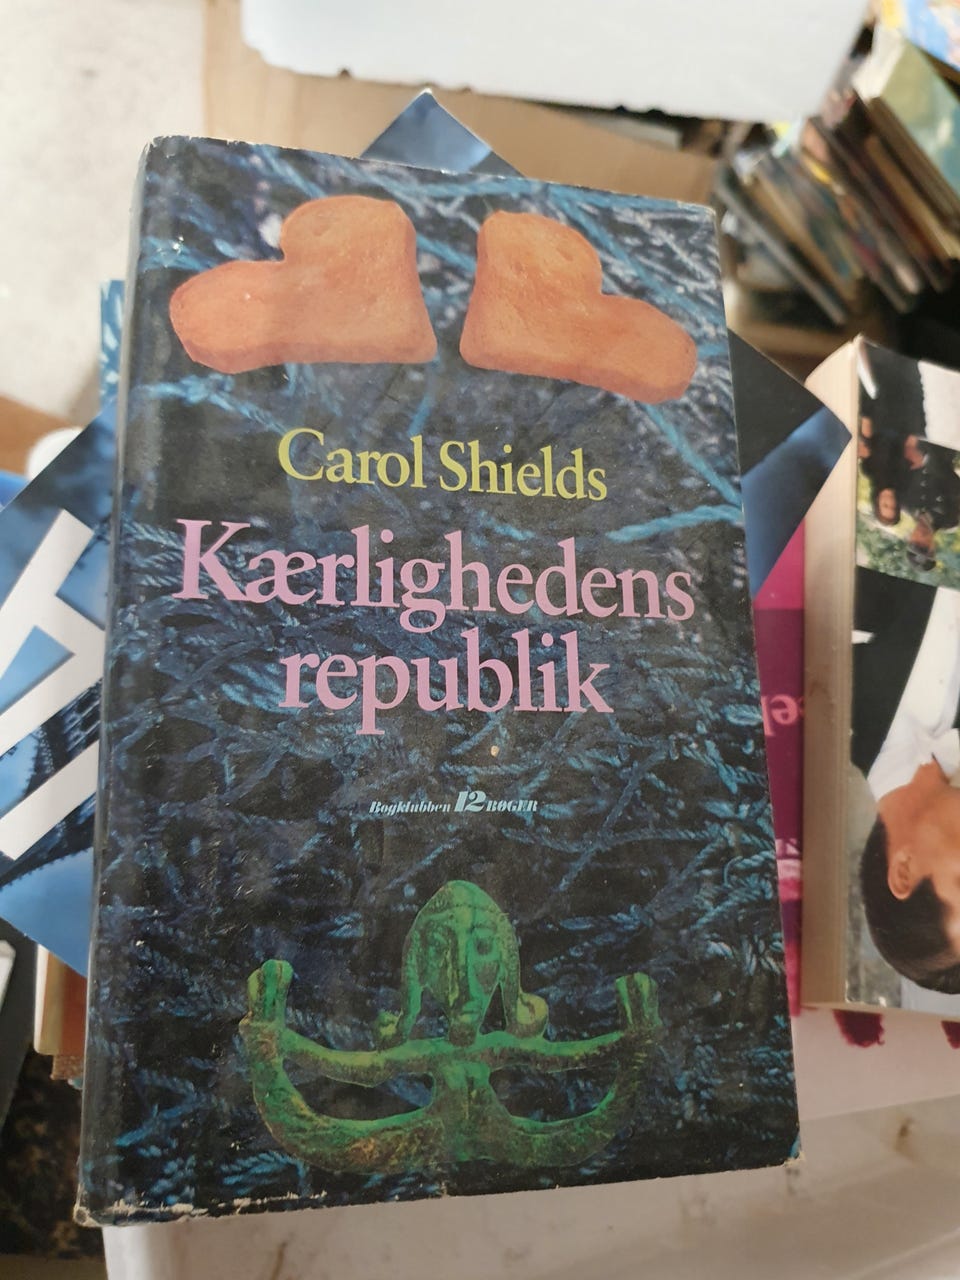 Carol Shields
Kærlighedens
republik
Bogklubben 12 BØGER